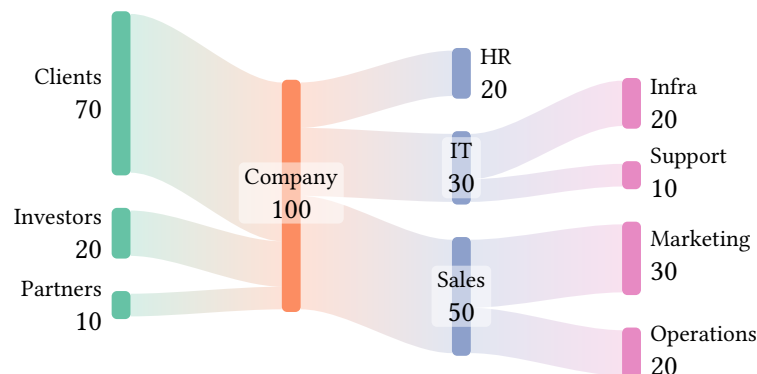 Clients
70
Investors
20
Partners
10
Company
100
HR
20
IT
30
Sales
50
Infra
20
Support
10
Marketing
30
Operations
20